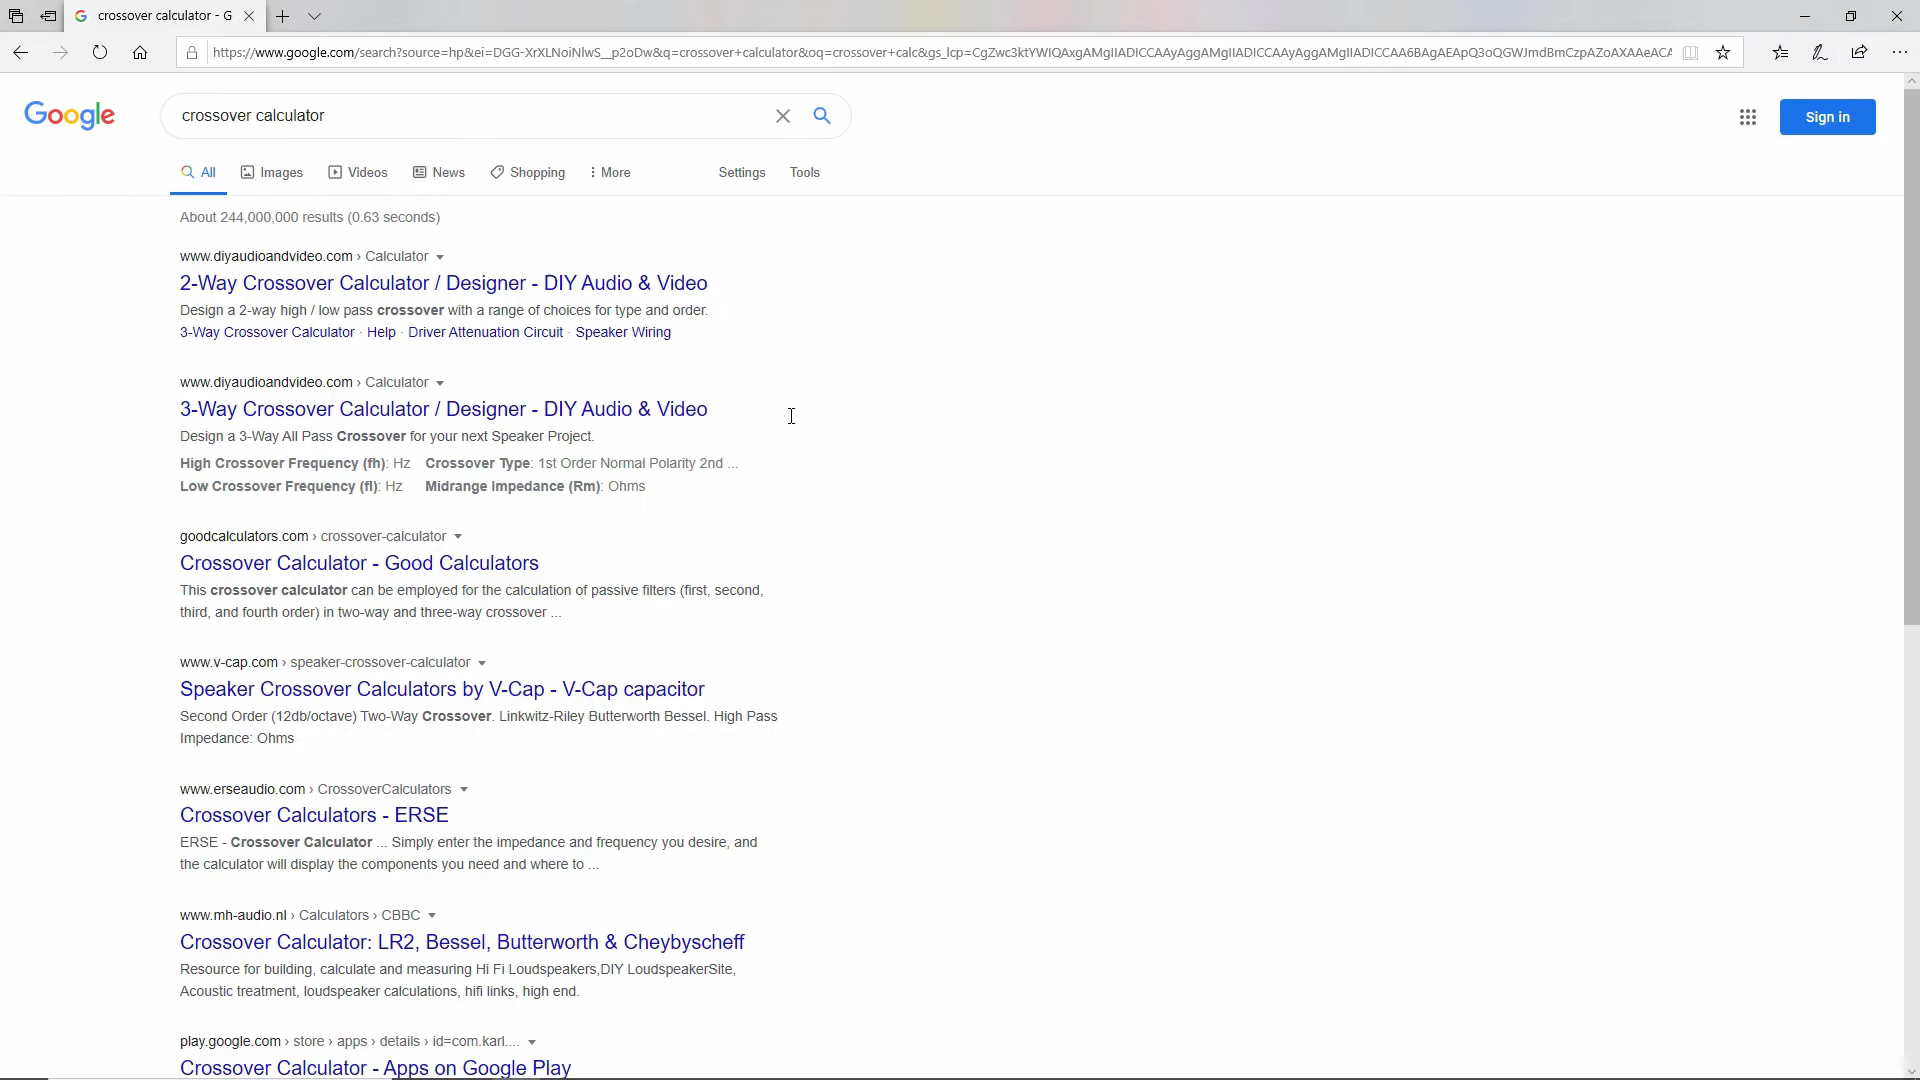 crossover calculator - G
https://www.google.com/search?source=hp&ei=DGG-XrXLNoiNlwS__p2oDw&q=crossover+calculator&oq=crossover+calc&gs_lcp=CgZwc3ktYWIQAxgAMgIIADICCAAyAggAMgIIADICCAAyAggAMgIIADICCAA6BAgAEApQ3oQGWJmdBmCzpAZoAXAAeACA
Google
crossover calculator
Sign in
All Images Videos News Shopping More Settings Tools
About 244,000,000 results (0.63 seconds)
www.diyaudioandvideo.com › Calculator
2-Way Crossover Calculator / Designer - DIY Audio & Video
Design a 2-way high / low pass crossover with a range of choices for type and order.
3-Way Crossover Calculator · Help · Driver Attenuation Circuit · Speaker Wiring
www.diyaudioandvideo.com › Calculator
3-Way Crossover Calculator / Designer - DIY Audio & Video
Design a 3-Way All Pass Crossover for your next Speaker Project.
High Crossover Frequency (fh): Hz Crossover Type: 1st Order Normal Polarity 2nd ...
Low Crossover Frequency (fl): Hz Midrange Impedance (Rm): Ohms
goodcalculators.com › crossover-calculator
Crossover Calculator - Good Calculators
This crossover calculator can be employed for the calculation of passive filters (first, second,
third, and fourth order) in two-way and three-way crossover ...
www.v-cap.com › speaker-crossover-calculator
Speaker Crossover Calculators by V-Cap - V-Cap capacitor
Second Order (12db/octave) Two-Way Crossover. Linkwitz-Riley Butterworth Bessel. High Pass
Impedance: Ohms
www.erseaudio.com › CrossoverCalculators
Crossover Calculators - ERSE
ERSE - Crossover Calculator ... Simply enter the impedance and frequency you desire, and
the calculator will display the components you need and where to ...
www.mh-audio.nl › Calculators › CBBC
Crossover Calculator: LR2, Bessel, Butterworth & Cheybyscheff
Resource for building, calculate and measuring Hi Fi Loudspeakers,DIY LoudspeakerSite,
Acoustic treatment, loudspeaker calculations, hifi links, high end.
play.google.com › store › apps › details › id=com.karl....
Crossover Calculator - Apps on Google Play